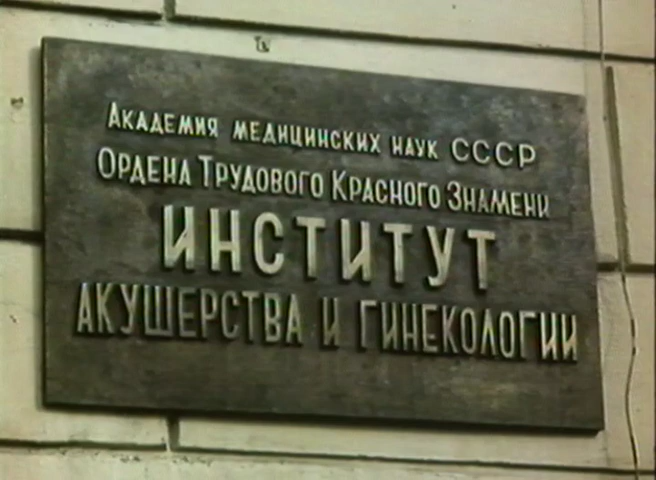 Академия медицинских наук СССР
Ордена Трудового Красного Знамени
ИНСТИТУТ
АКУШЕРСТВА И ГИНЕКОЛОГИИ